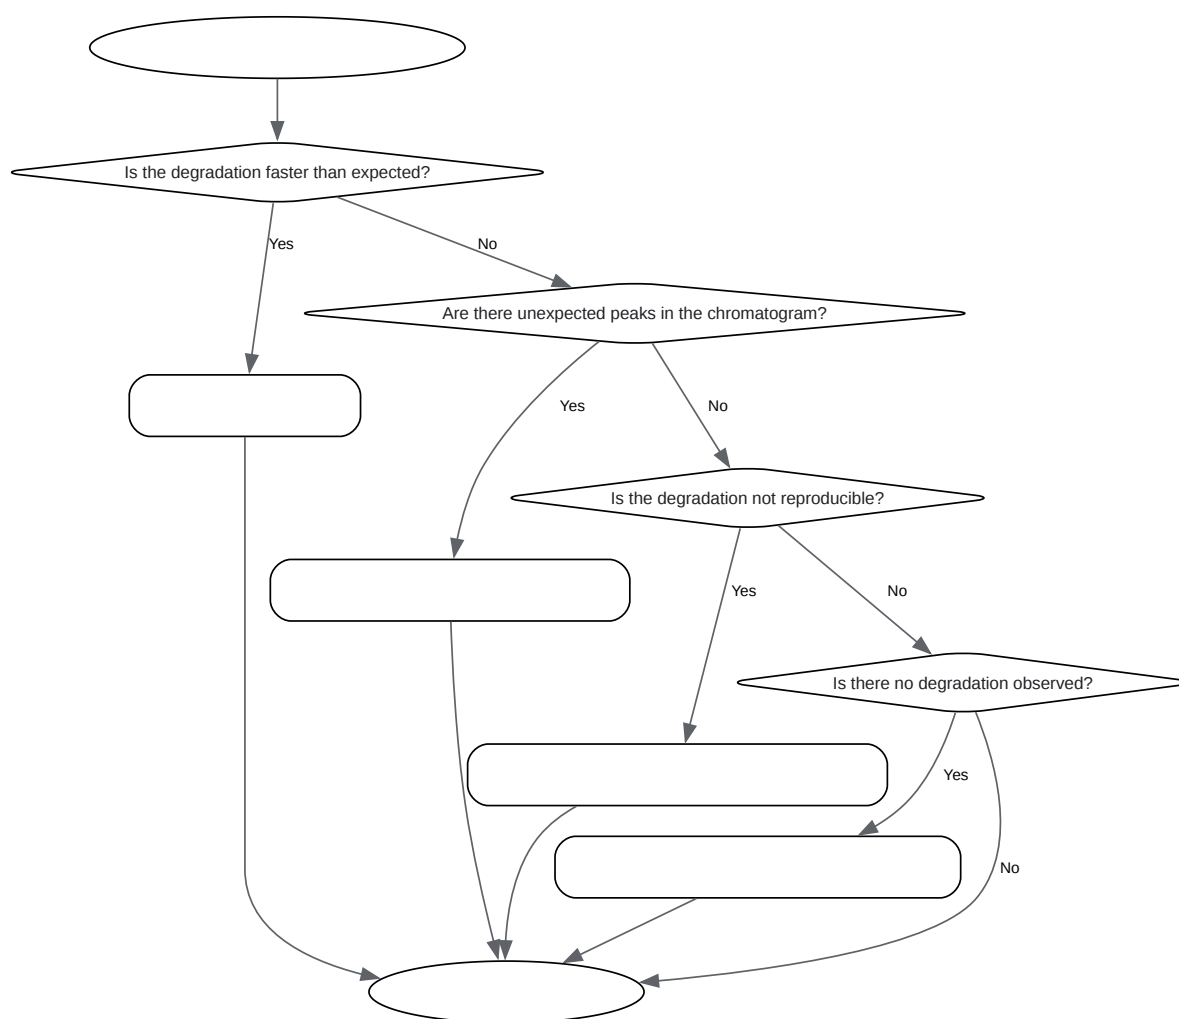 Is the degradation faster than expected?
Yes
No
Are there unexpected peaks in the chromatogram?
Yes
No
Is the degradation not reproducible?
Yes
No
Is there no degradation observed?
Yes
No